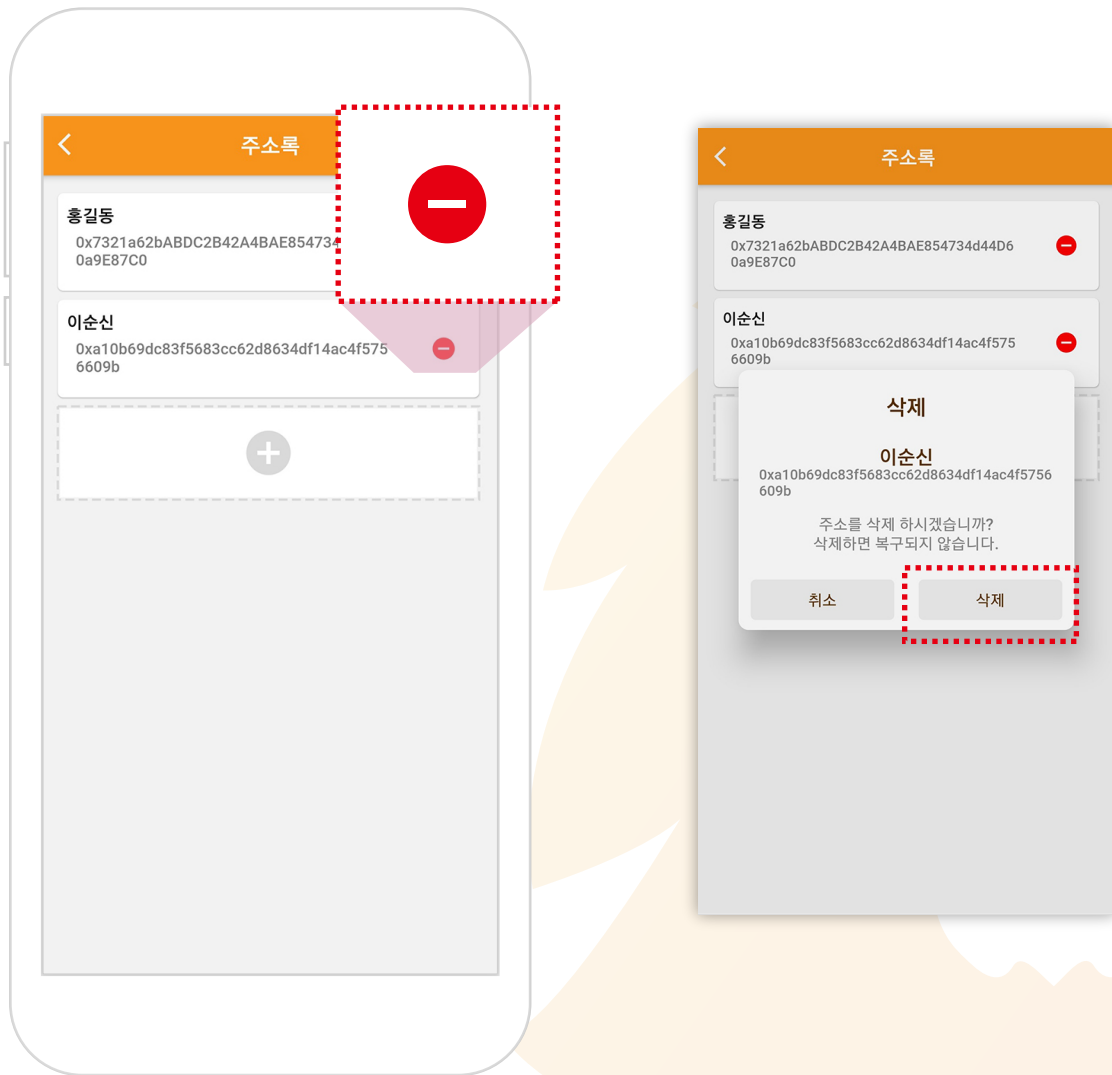 주소록
홍길동
0x7321a62bABDC2B42A4BAE854734
0a9E87C0
이순신
0xa10b69dc83f5683cc62d8634df14ac4f575
6609b
주소록
홍길동
0x7321a62bABDC2B42A4BAE854734d44D6
0a9E87C0
이순신
0xa10b69dc83f5683cc62d8634df14ac4f575
6609b
삭제
이순신
0xa10b69dc83f5683cc62d8634df14ac4f5756
609b
주소를 삭제 하시겠습니까?
삭제하면 복구되지 않습니다.
취소
삭제